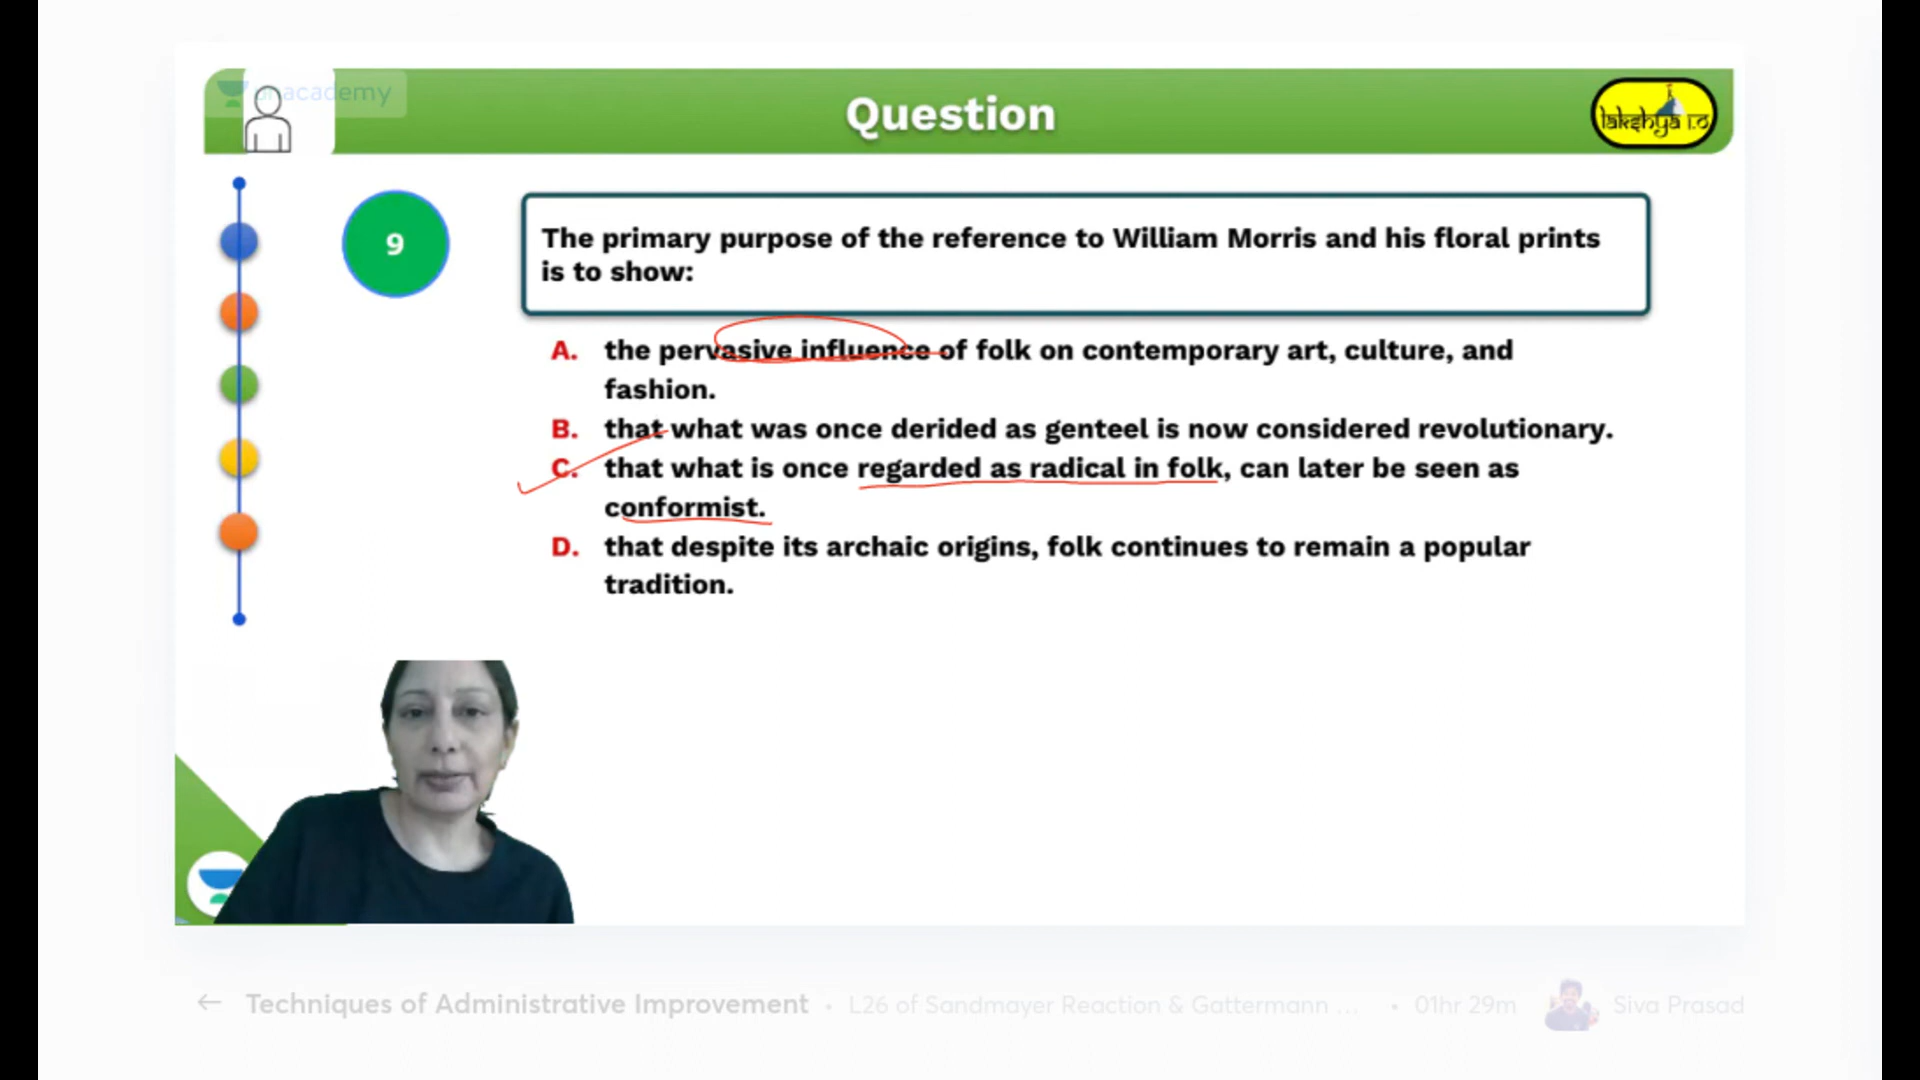 unacademy
Question
lakshya 1.0
9
The primary purpose of the reference to William Morris and his floral prints
is to show:
A. the pervasive influence of folk on contemporary art, culture, and
fashion.
B. that what was once derided as genteel is now considered revolutionary.
C. that what is once regarded as radical in folk, can later be seen as
conformist.
D. that despite its archaic origins, folk continues to remain a popular
tradition.
← Techniques of Administrative Improvement • L26 of Sandmayer Reaction & Gattermann ... • 01hr 29m Siva Prasad